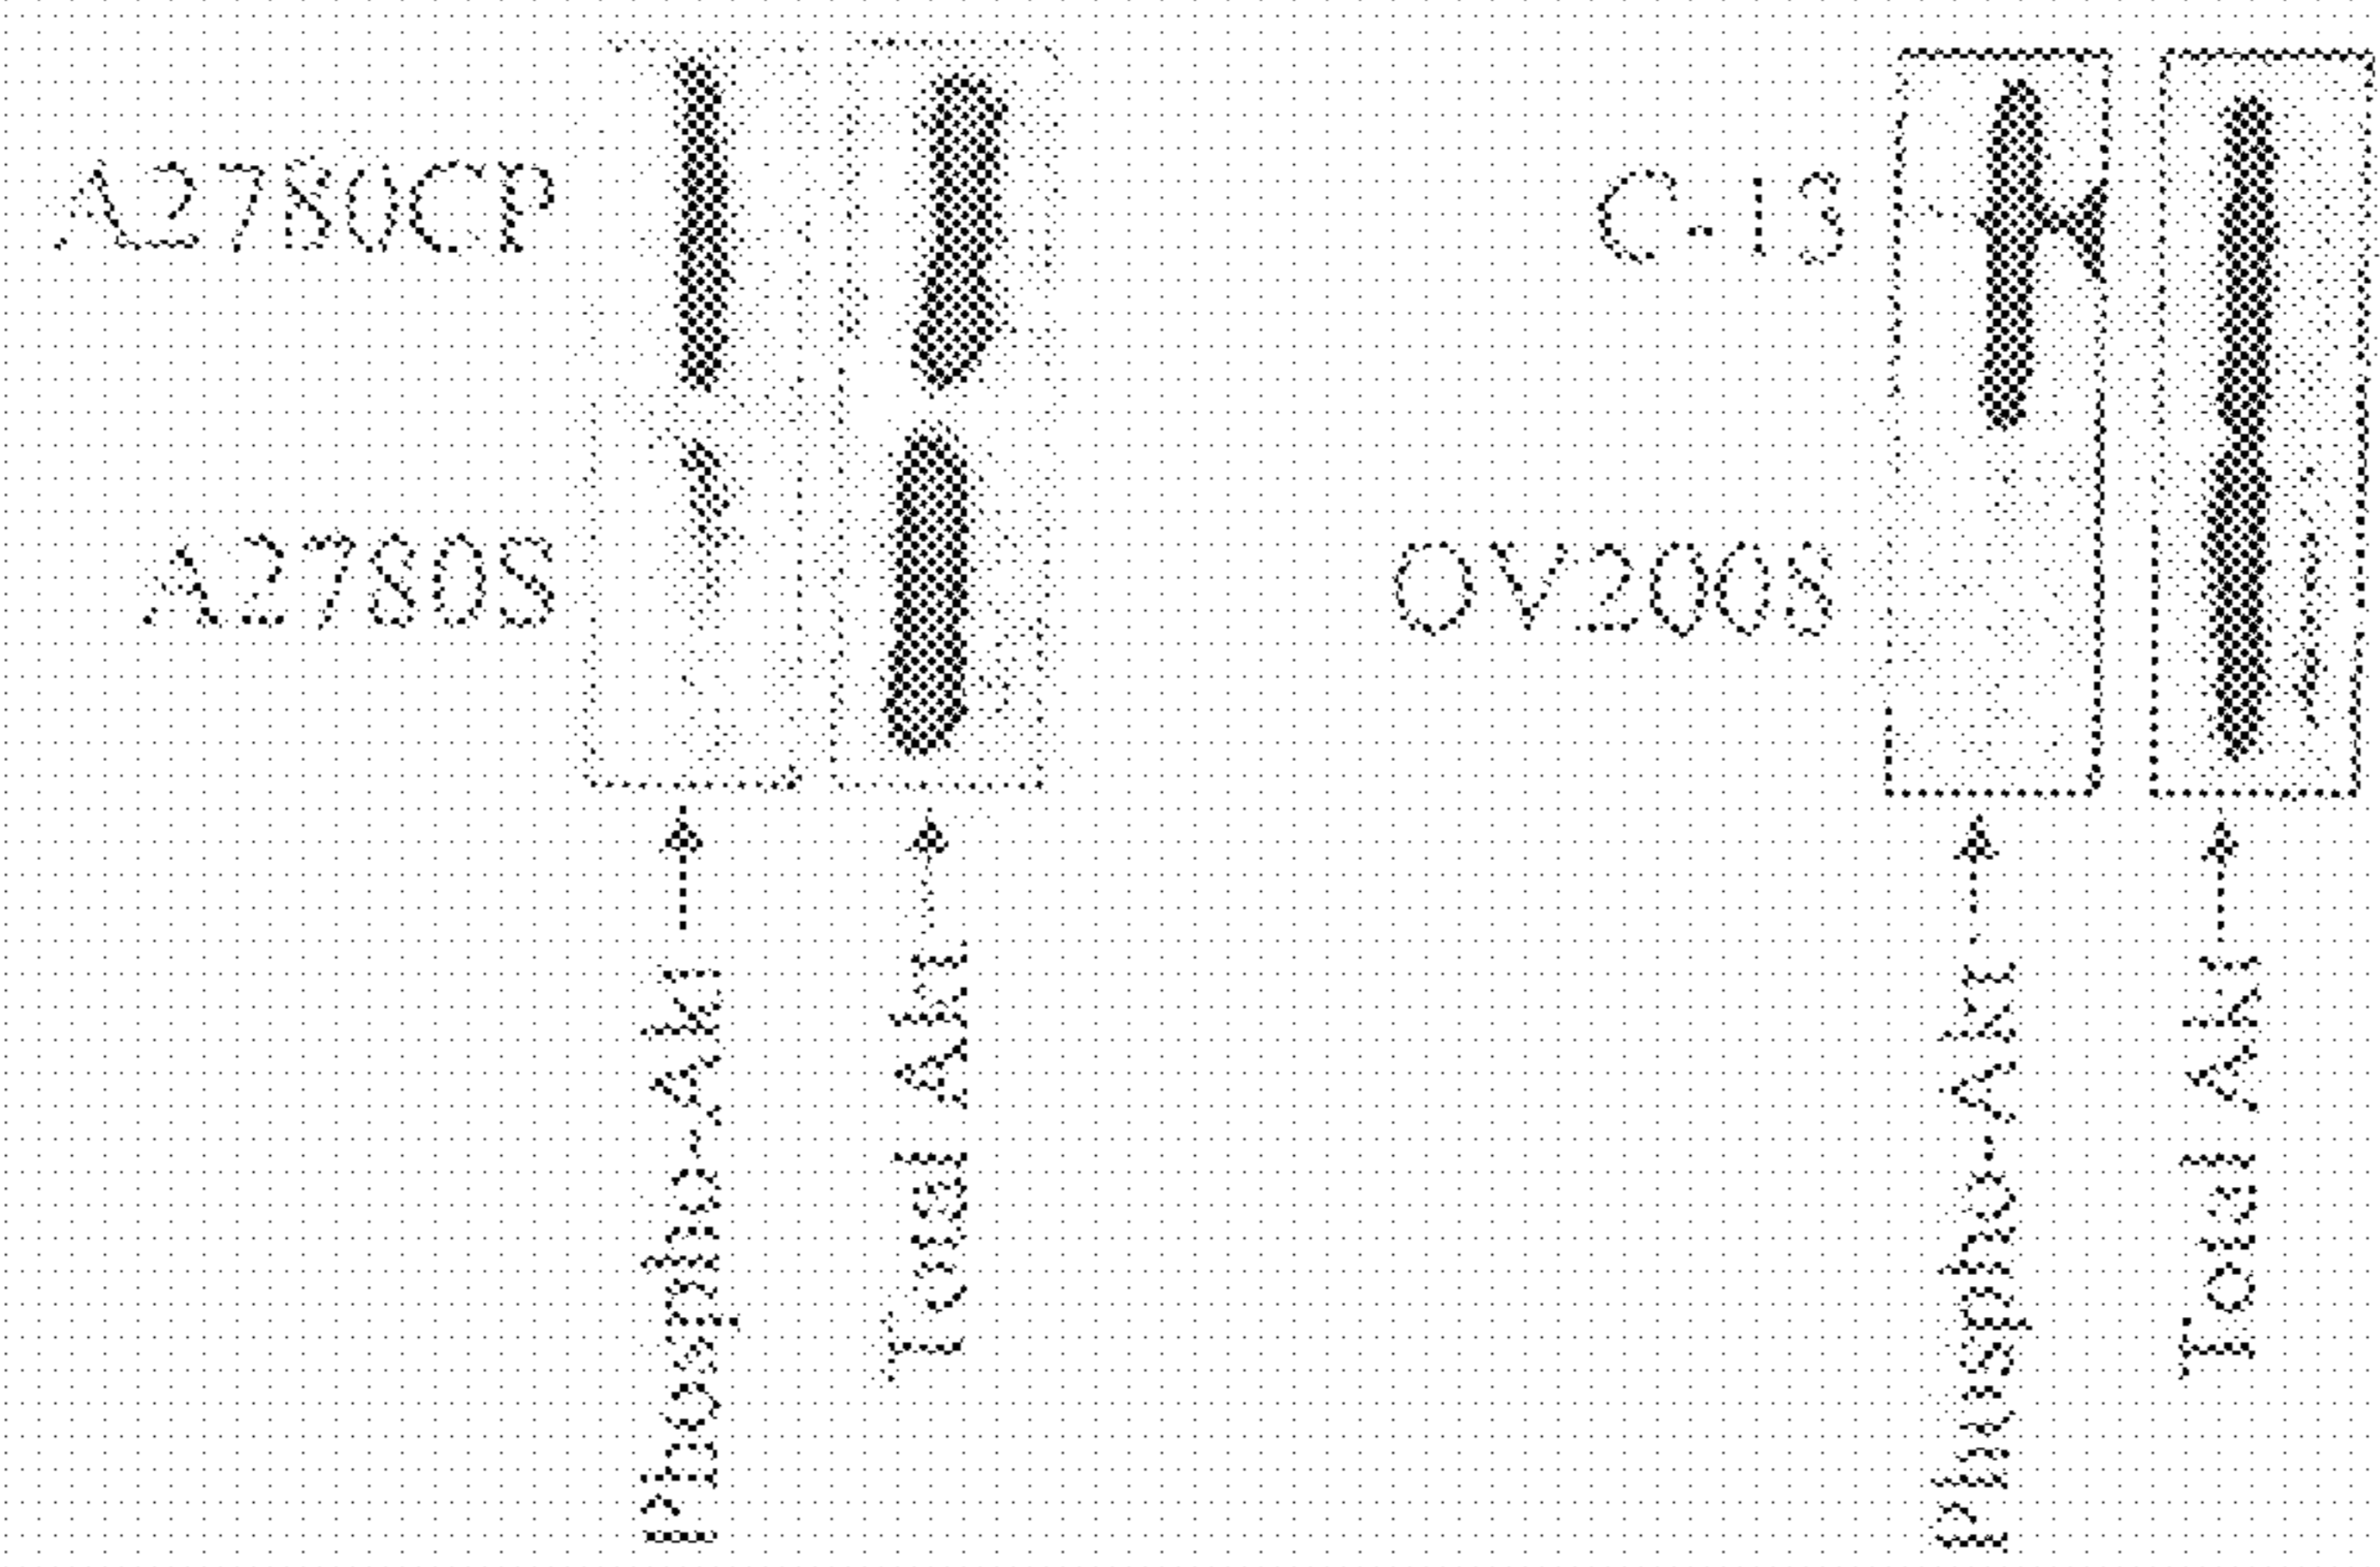 A2780CP
A2780S
Phospho-Akt
Total Akt
C-13
OV2008
Phospho-Akt
Total Akt